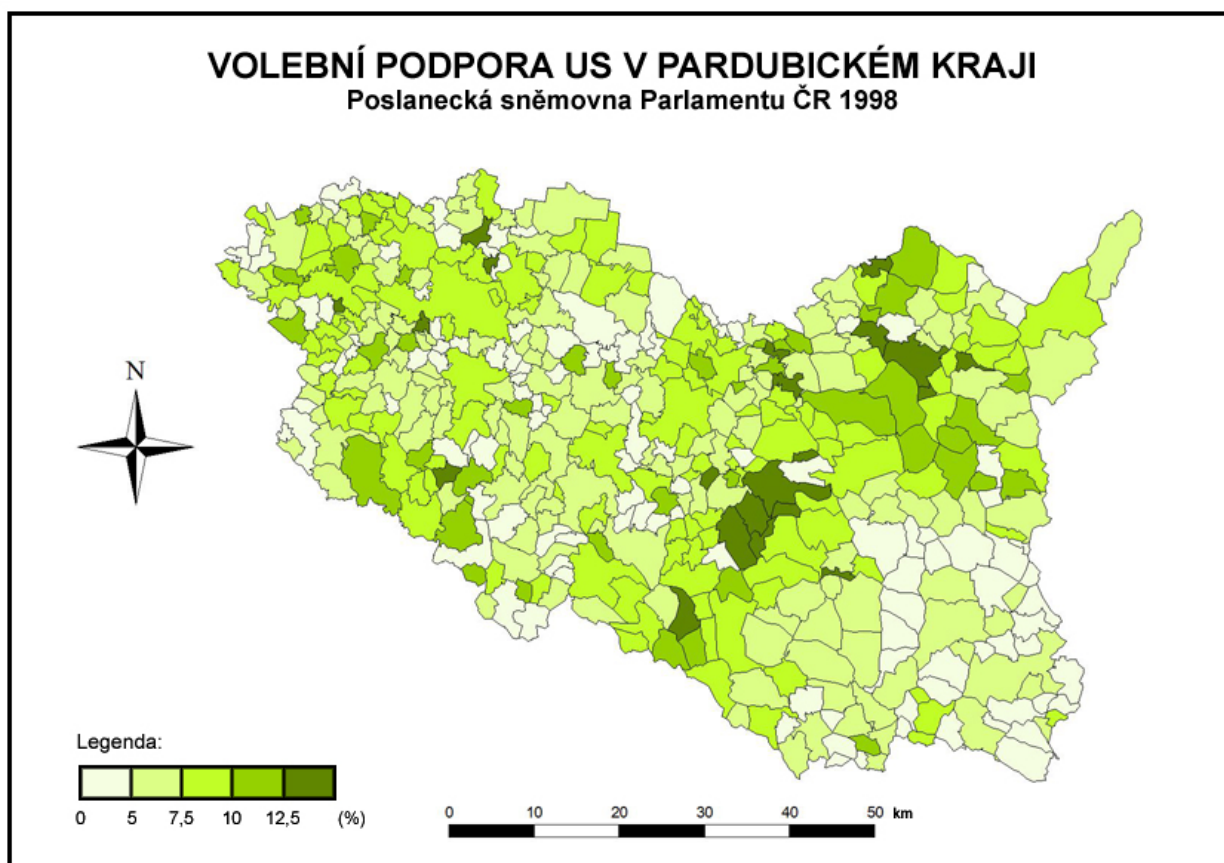 VOLEBNÍ PODPORA US V PARDUBICKÉM KRAJI
Poslanecká sněmovna Parlamentu ČR 1998
N
Legenda:
0 5 7,5 10 12,5 (%)
0 10 20 30 40 50 km